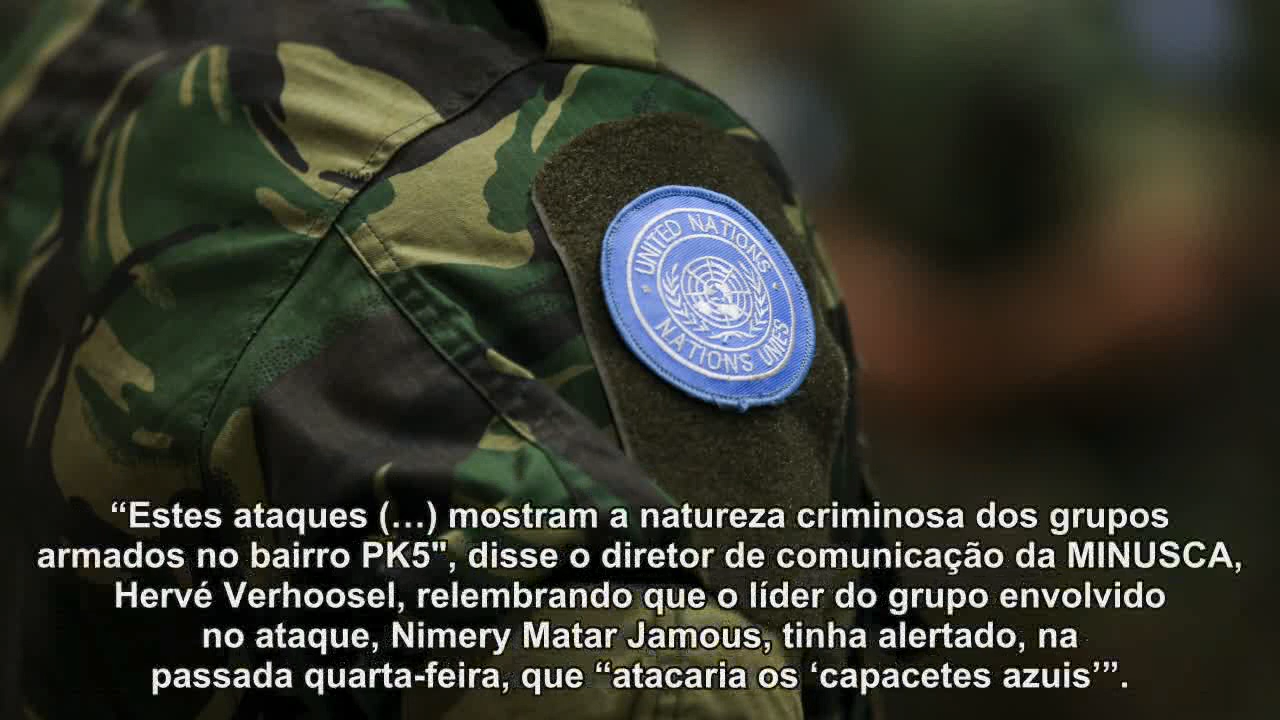 UNITED NATIONS
NATIONS UNIES
“Estes ataques (…) mostram a natureza criminosa dos grupos
armados no bairro PK5", disse o diretor de comunicação da MINUSCA,
Hervé Verhoosel, relembrando que o líder do grupo envolvido
no ataque, Nimery Matar Jamous, tinha alertado, na
passada quarta-feira, que “atacaria os ‘capacetes azuis’”.